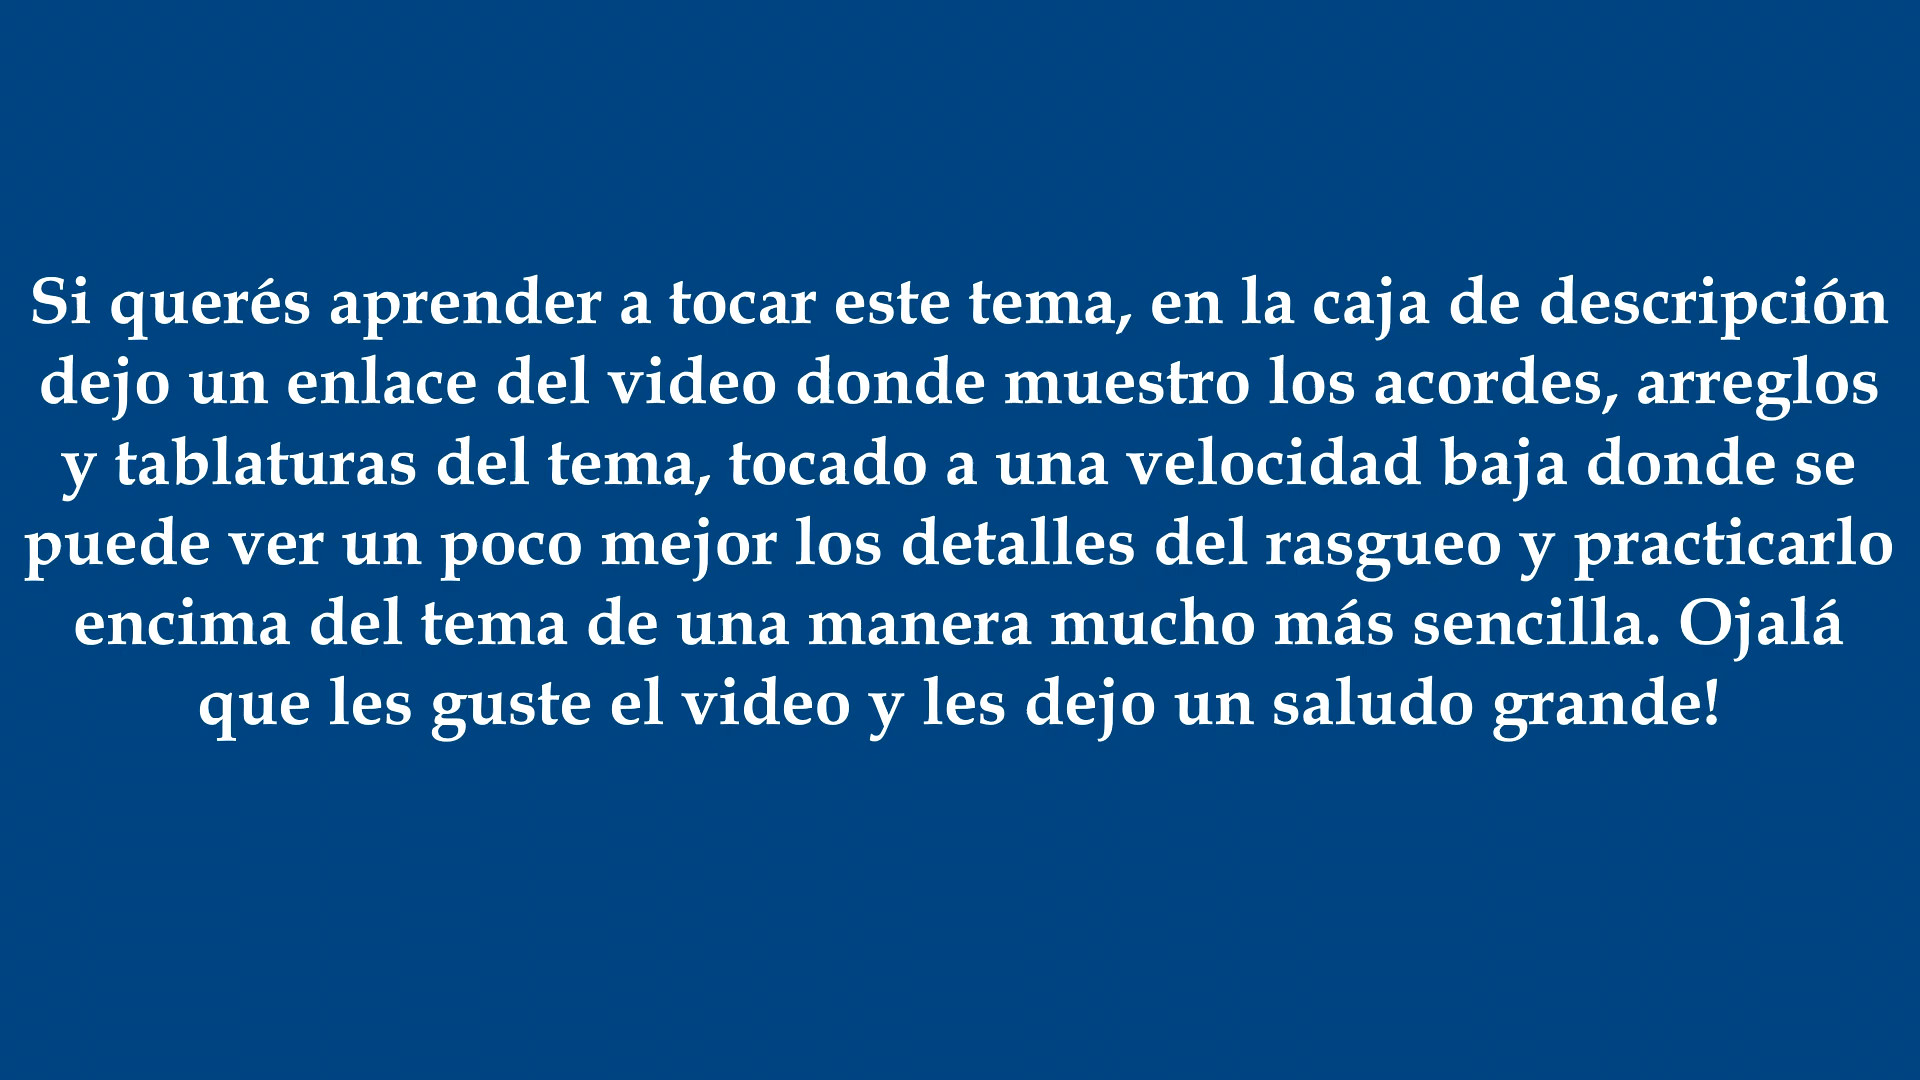 Si querés aprender a tocar este tema, en la caja de descripción
dejo un enlace del video donde muestro los acordes, arreglos
y tablaturas del tema, tocado a una velocidad baja donde se
puede ver un poco mejor los detalles del rasgueo y practicarlo
encima del tema de una manera mucho más sencilla. Ojalá
que les guste el video y les dejo un saludo grande!